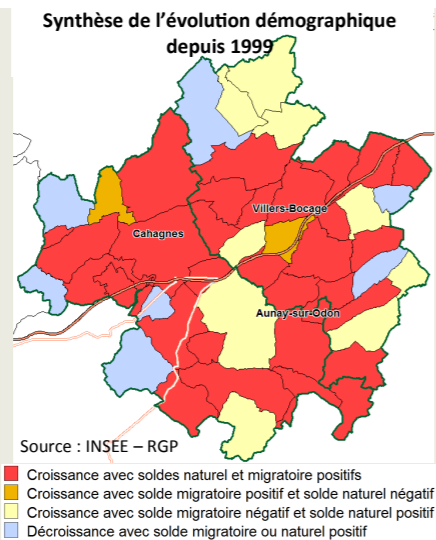 Synthèse de l'évolution démographique
depuis 1999
Villers-Bocage
Cahagnes
Aunay-sur-Odon
Source : INSEE – RGP
Croissance avec soldes naturel et migratoire positifs
Croissance avec solde migratoire positif et solde naturel négatif
Croissance avec solde migratoire négatif et solde naturel positif
Décroissance avec solde migratoire ou naturel positif